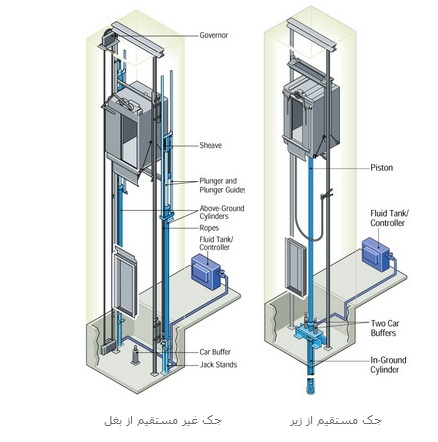 Governor
Sheave
Plunger and
Plunger Guides
Above-Ground
Cylinders
Ropes
Fluid Tank/
Controller
Car Buffer
Jack Stands
جک غیر مستقیم از بغل
Piston
Fluid Tank/
Controller
Two Car
Buffers
In-Ground
Cylinder
جک مستقیم از زیر